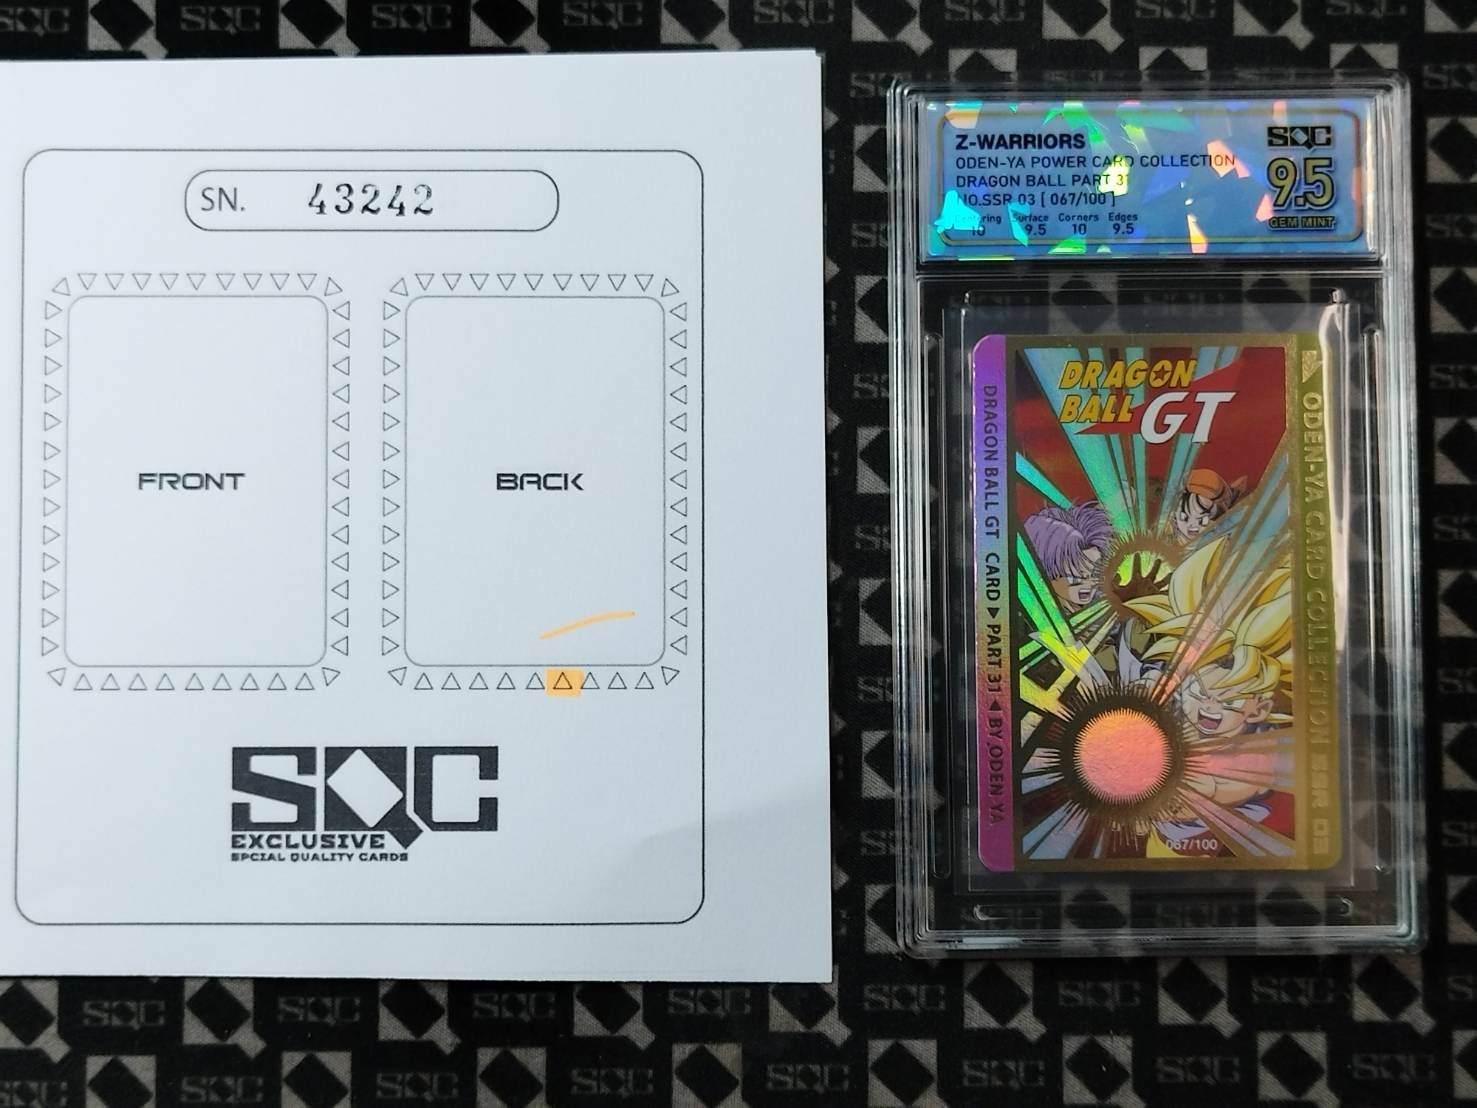 SN. 43242
FRONT
BACK
SQC
EXCLUSIVE
SPCIAL QUALITY CARDS
Z-WARRIORS
ODEN-YA POWER CARD COLLECTION
DRAGON BALL PART 31
NO.SSR 03 [ 067/100 ]
Centering Surface Corners Edges
10 9.5 10 9.5
SQC
9.5
GEM MINT
DRAGON
BALL GT
DRAGON BALL GT CARD ▶ PART 31 ◀ BY ODEN-YA
ODEN-YA CARD COLLECTION SSR 03
067/100